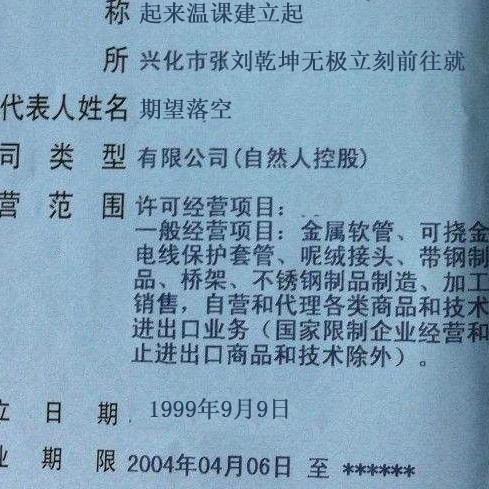 称 起来温课建立起
所 兴化市张刘乾坤无极立刻前往就
代表人姓名 期望落空
司类型 有限公司(自然人控股)
营范围 许可经营项目:
一般经营项目:金属软管、可挠金
电线保护套管、呢绒接头、带钢制
品、桥架、不锈钢制品制造、加工
销售,自营和代理各类商品和技术
进出口业务(国家限制企业经营和
止进出口商品和技术除外)。
立日期 1999年9月9日
业期限 2004年04月06日 至 ******